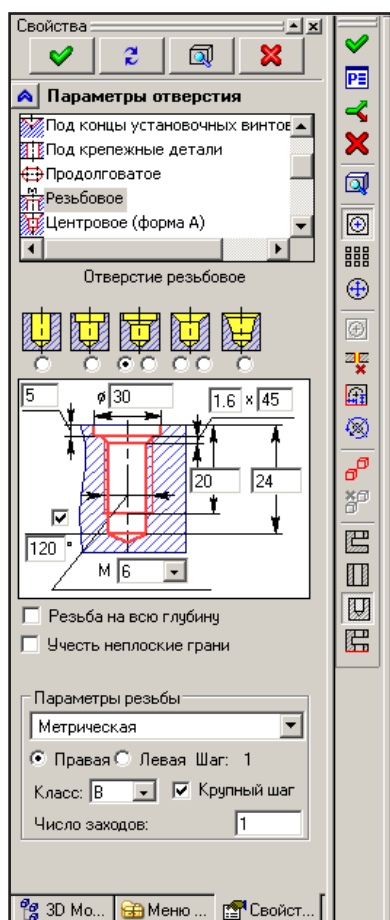 Свойства
Параметры отверстия
Под концы установочных винтов
Под крепежные детали
Продолговатое
М
Резьбовое
Центровое (форма А)
Отверстие резьбовое
5 ø 30 1.6 × 45
20 24
120 °
М 6
Резьба на всю глубину
Учесть неплоские грани
Параметры резьбы
Метрическая
Правая Левая Шаг: 1
Класс: В Крупный шаг
Число заходов: 1
3D Мо... Меню ... Свойст...